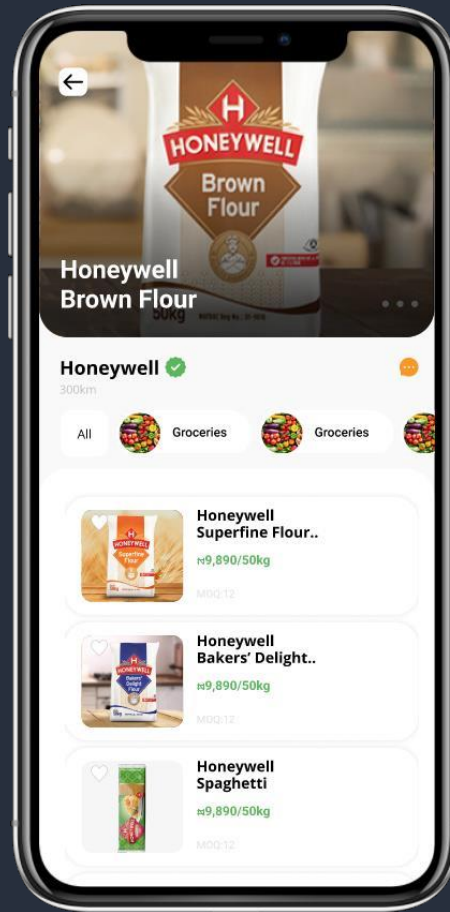 HONEYWELL
Brown
Flour
Honeywell
Brown Flour
50kg
Honeywell
300km
All
Groceries
Groceries
Honeywell
Superfine Flour..
₦9,890/50kg
MOQ:12
HONEYWELL
Superfine
Flour
Honeywell
Bakers’ Delight..
₦9,890/50kg
MOQ:12
HONEYWELL
Bakers'
Delight
Flour
Honeywell
Spaghetti
₦9,890/50kg
MOQ:12